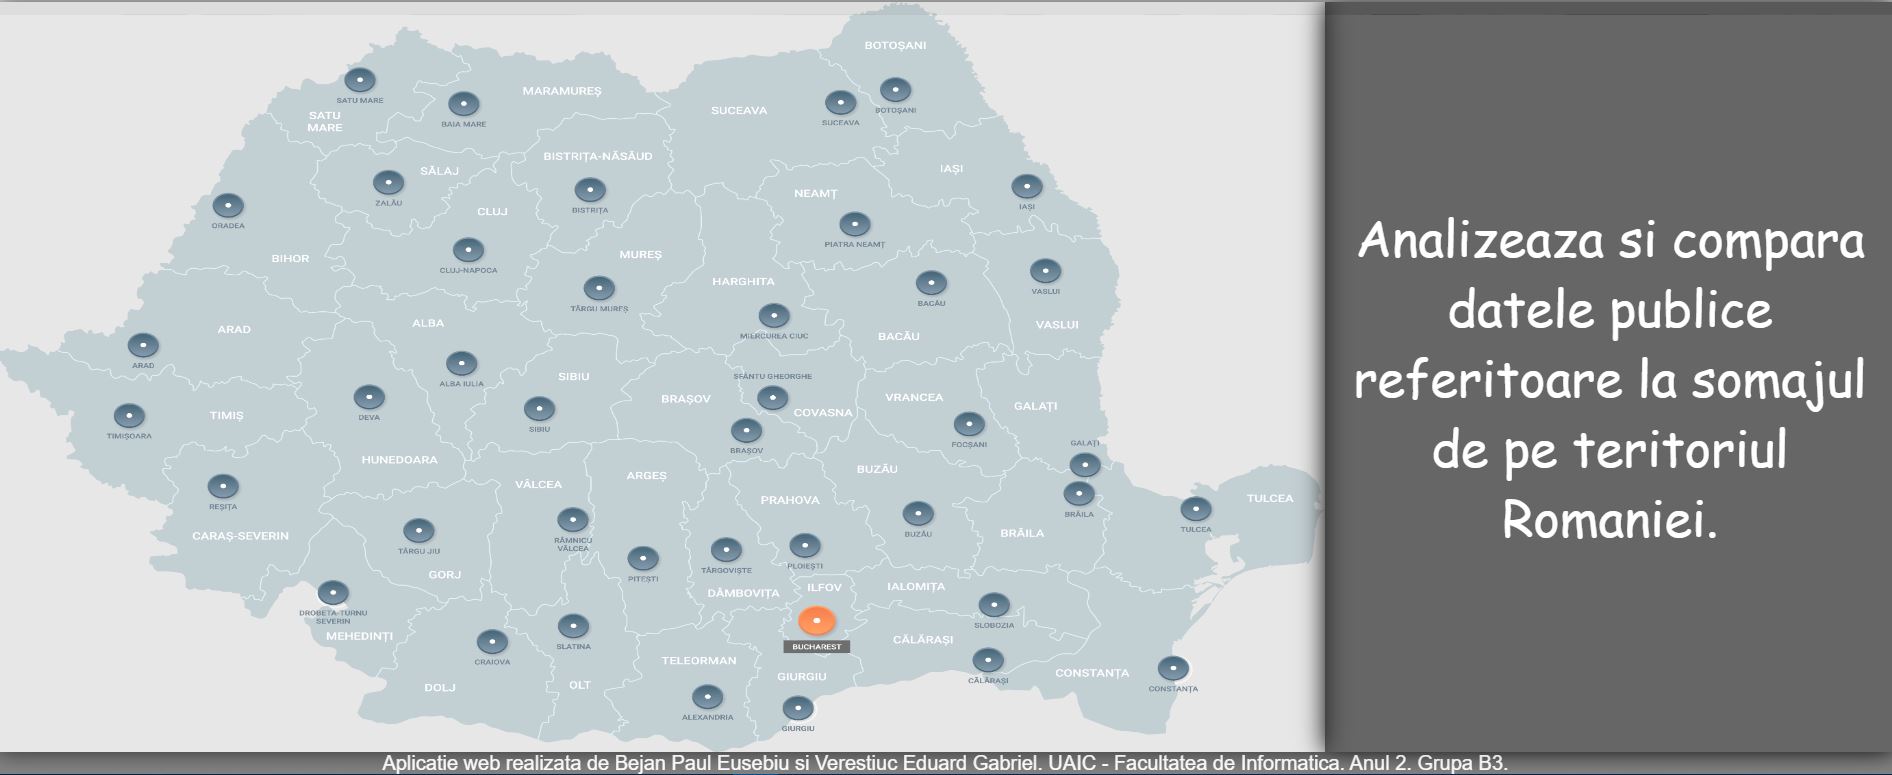 BOTOȘANI
SATU MARE
MARAMUREȘ
BAIA MARE
SATU
MARE
SUCEAVA
SUCEAVA
BOTOȘANI
BISTRIȚA-NĂSĂUD
SĂLAJ
ZALĂU
BISTRIȚA
IAȘI
IAȘI
NEAMȚ
PIATRA NEAMȚ
ORADEA
CLUJ
CLUJ-NAPOCA
BIHOR
MUREȘ
TÂRGU MUREȘ
HARGHITA
MIERCUREA CIUC
BACĂU
BACĂU
VASLUI
VASLUI
ARAD
ARAD
ALBA
ALBA IULIA
SIBIU
SIBIU
SFÂNTU GHEORGHE
COVASNA
BRAȘOV
BRAȘOV
VRANCEA
FOCȘANI
GALAȚI
GALAȚI
TIMIȘ
TIMIȘOARA
DEVA
HUNEDOARA
REȘIȚA
CARAȘ-SEVERIN
VÂLCEA
RÂMNICU
VÂLCEA
ARGEȘ
PITEȘTI
PRAHOVA
PLOIEȘTI
BUZĂU
BUZĂU
BRĂILA
BRĂILA
TULCEA
TULCEA
TÂRGU JIU
GORJ
TÂRGOVIȘTE
DÂMBOVIȚA
ILFOV
BUCHAREST
IALOMIȚA
SLOBOZIA
CĂLĂRAȘI
CĂLĂRAȘI
DROBETA-TURNU
SEVERIN
MEHEDINȚI
CRAIOVA
DOLJ
SLATINA
OLT
TELEORMAN
ALEXANDRIA
GIURGIU
GIURGIU
CONSTANȚA
CONSTANȚA
Analizeaza si compara
datele publice
referitoare la somajul
de pe teritoriul
Romaniei.
Aplicatie web realizata de Bejan Paul Eusebiu si Verestiuc Eduard Gabriel. UAIC - Facultatea de Informatica. Anul 2. Grupa B3.